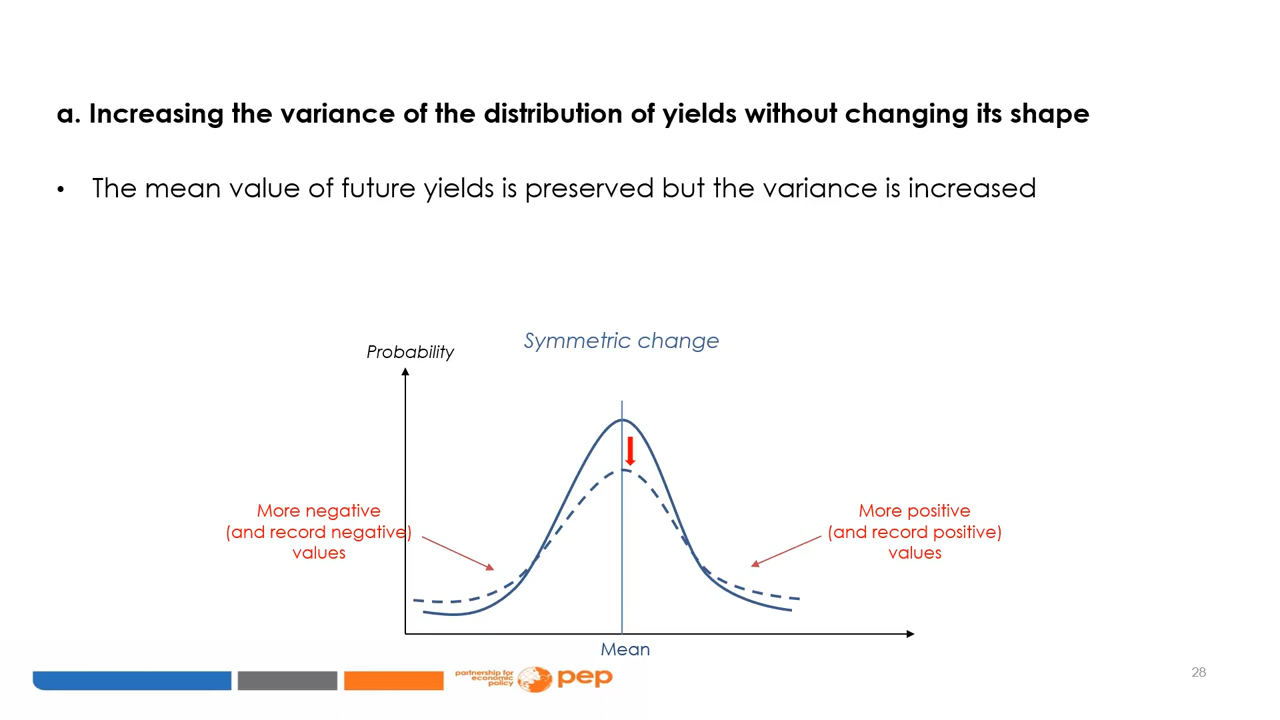 a. Increasing the variance of the distribution of yields without changing its shape
• The mean value of future yields is preserved but the variance is increased
Symmetric change
Probability
More negative
(and record negative)
values
More positive
(and record positive)
values
Mean
partnership for
economic
policy
pep
28